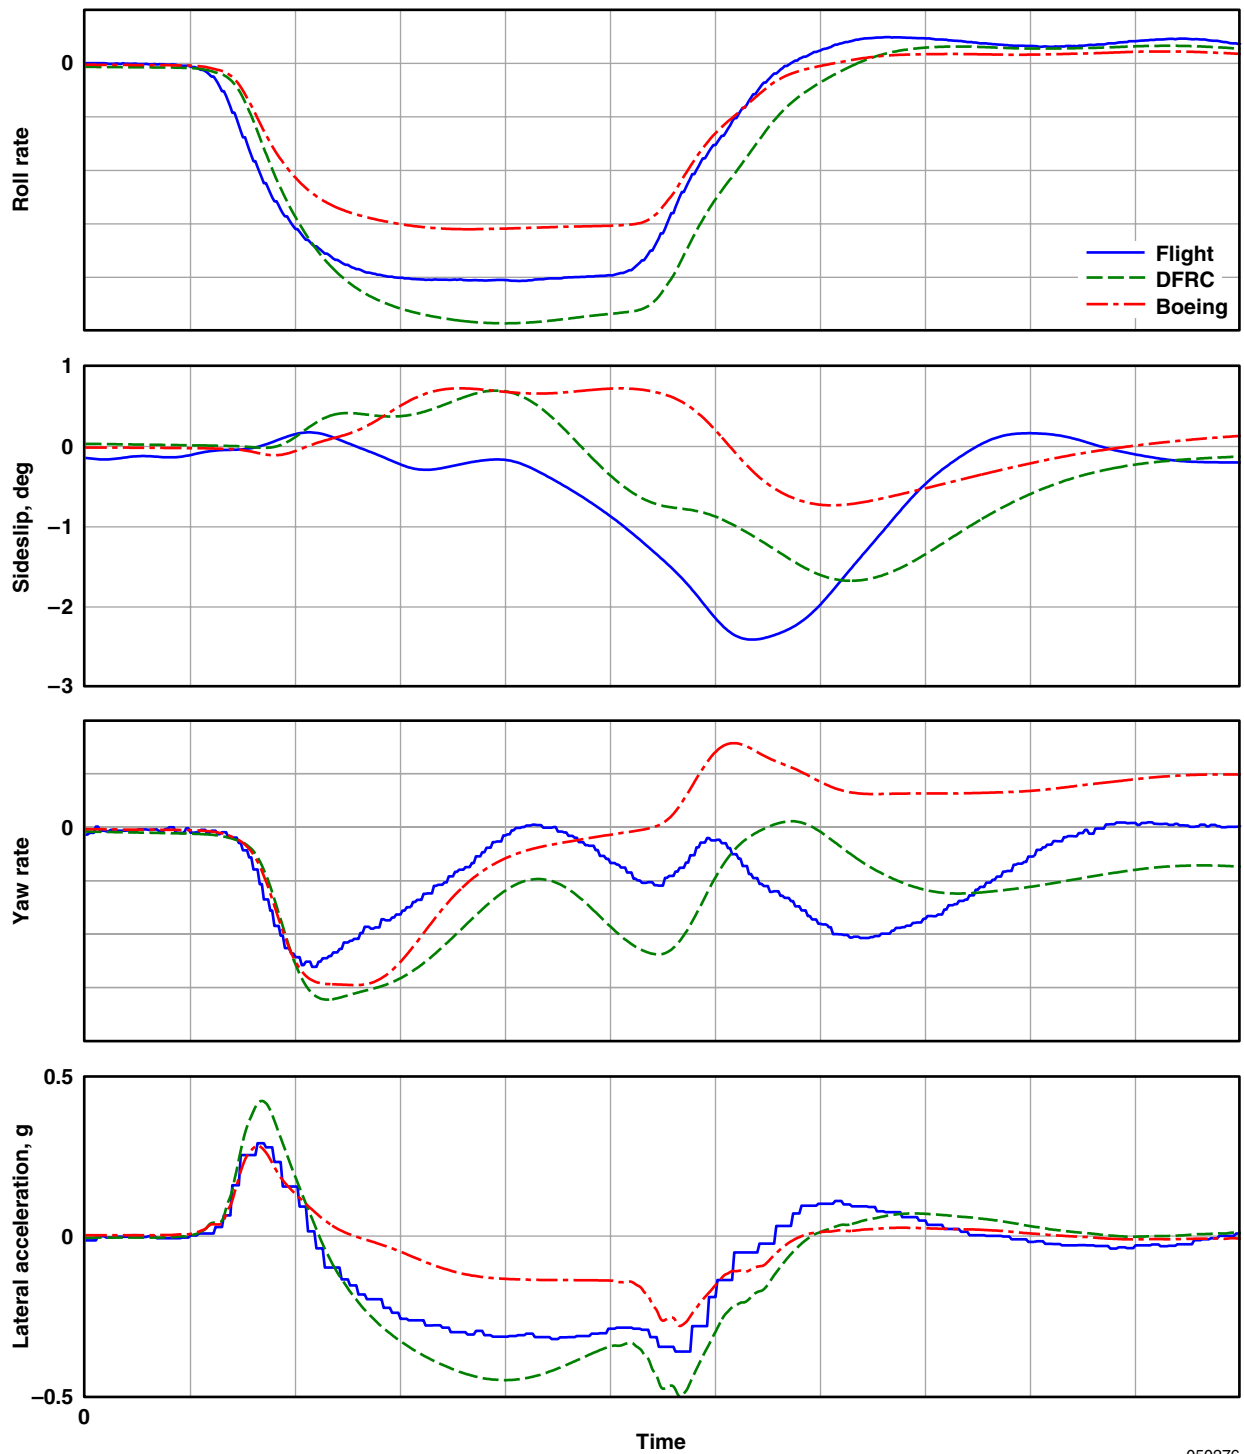 0
Roll rate
Flight
DFRC
Boeing
1
0
−1
−2
−3
Sideslip, deg
0
Yaw rate
0.5
0
−0.5
Lateral acceleration, g
0
Time